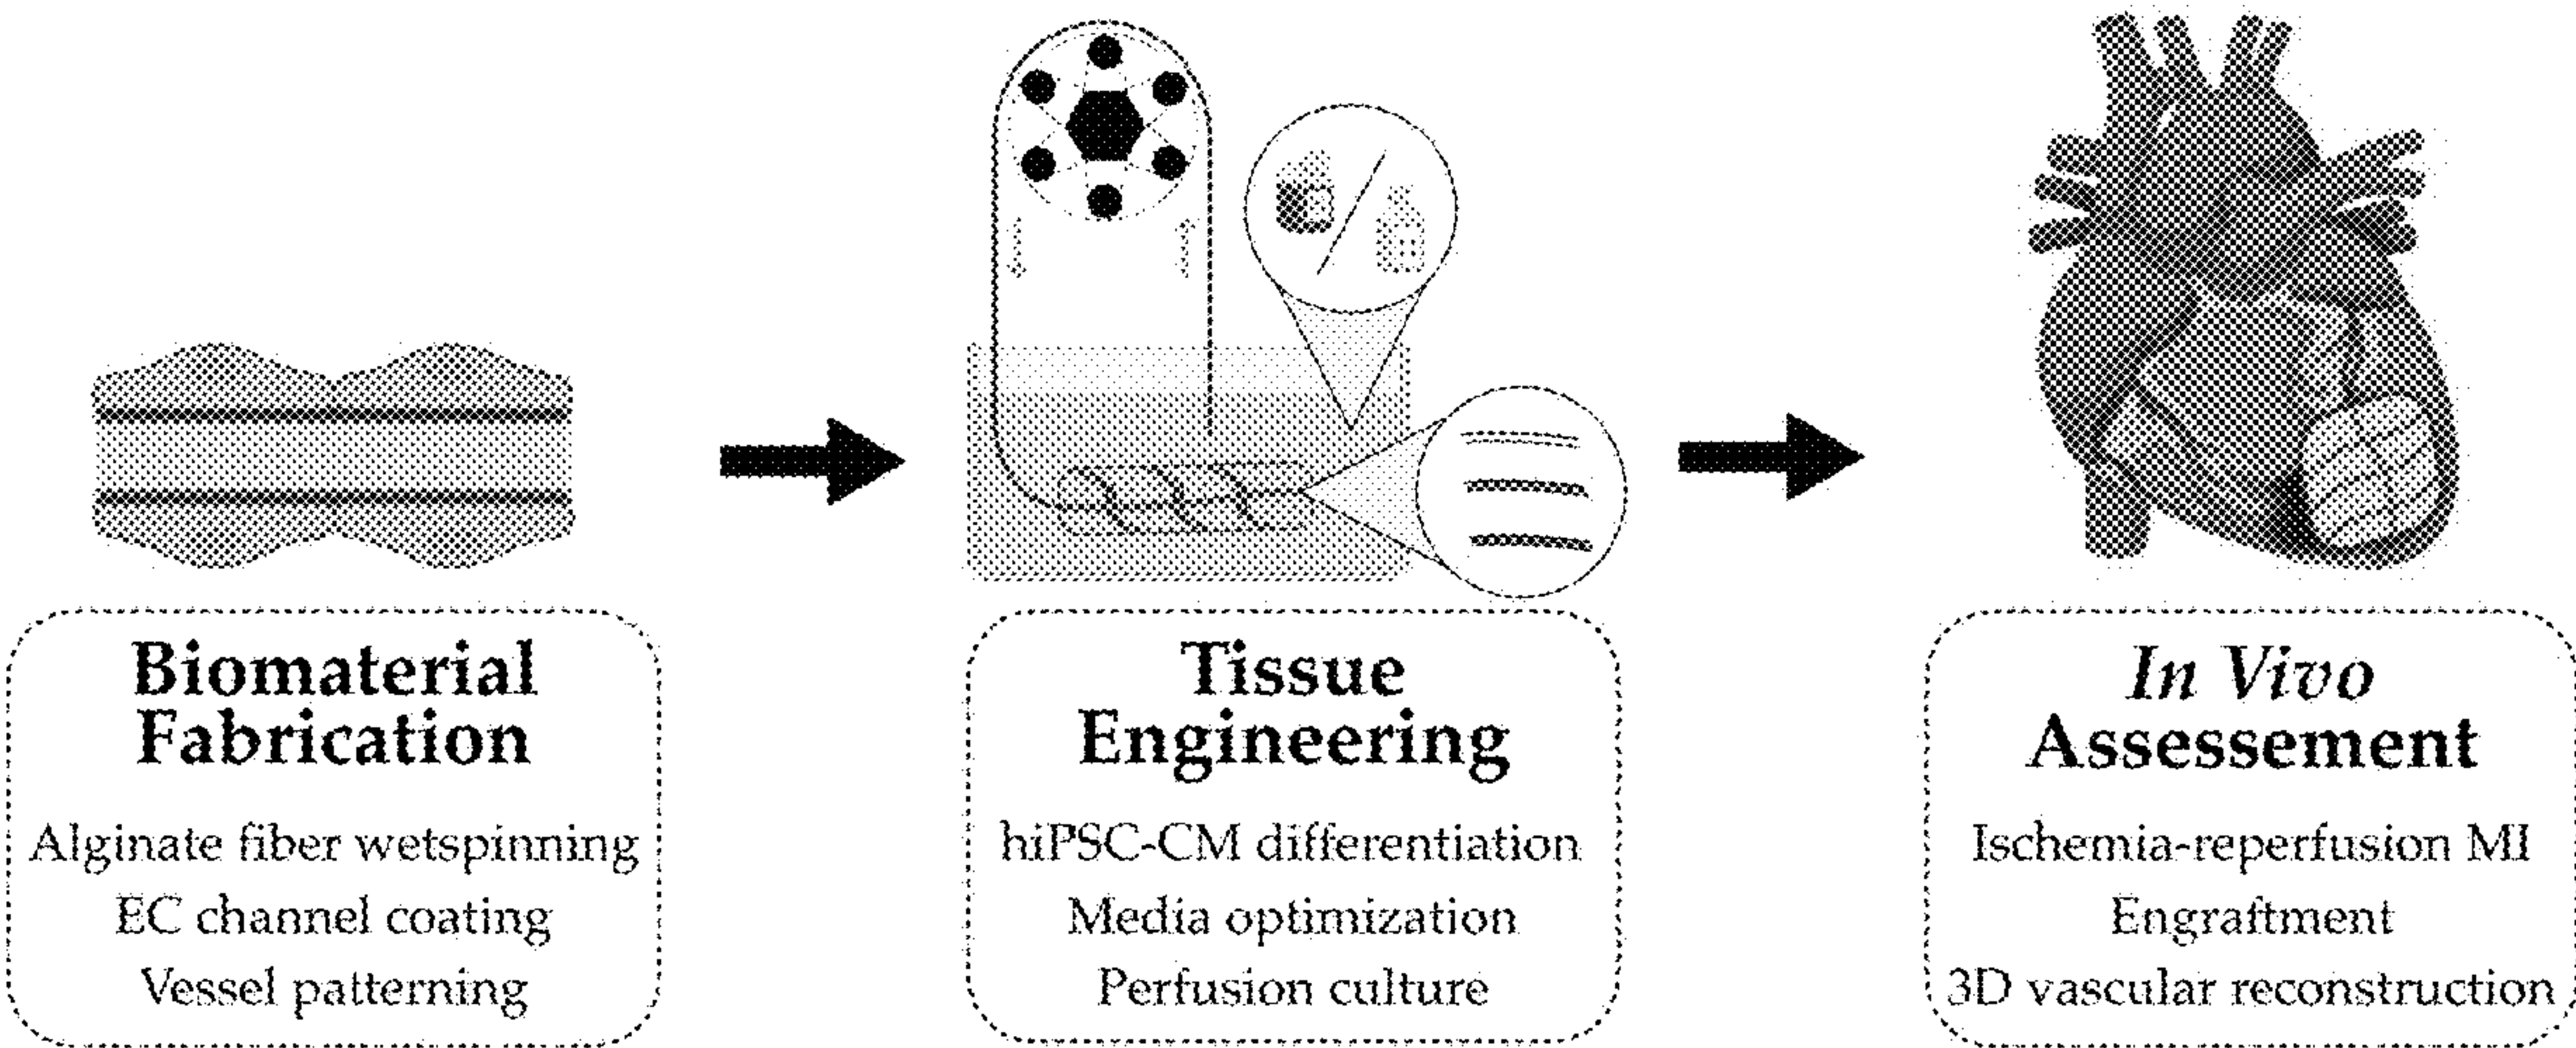 Biomaterial
Fabrication
Alginate fiber wetspinning
EC channel coating
Vessel patterning
Tissue
Engineering
hiPSC-CM differentiation
Media optimization
Perfusion culture
In Vivo
Assessement
Ischemia-reperfusion MI
Engraftment
3D vascular reconstruction